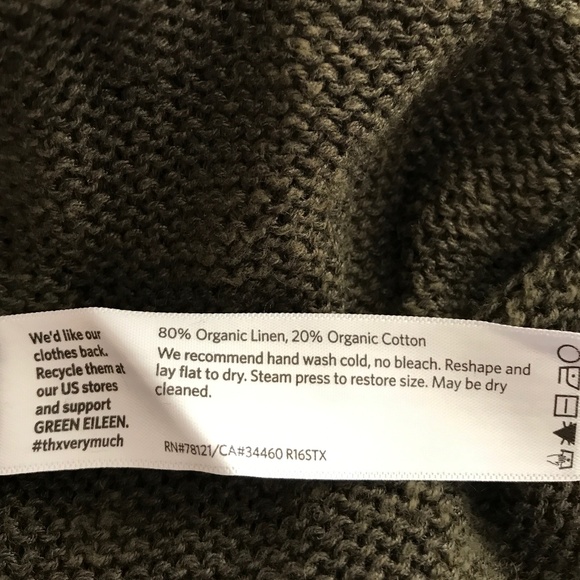 We'd like our
clothes back.
Recycle them at
our US stores
and support
GREEN EILEEN.
#thxverymuch
80% Organic Linen, 20% Organic Cotton
We recommend hand wash cold, no bleach. Reshape and
lay flat to dry. Steam press to restore size. May be dry
cleaned.
RN#78121/CA#34460 R16STX